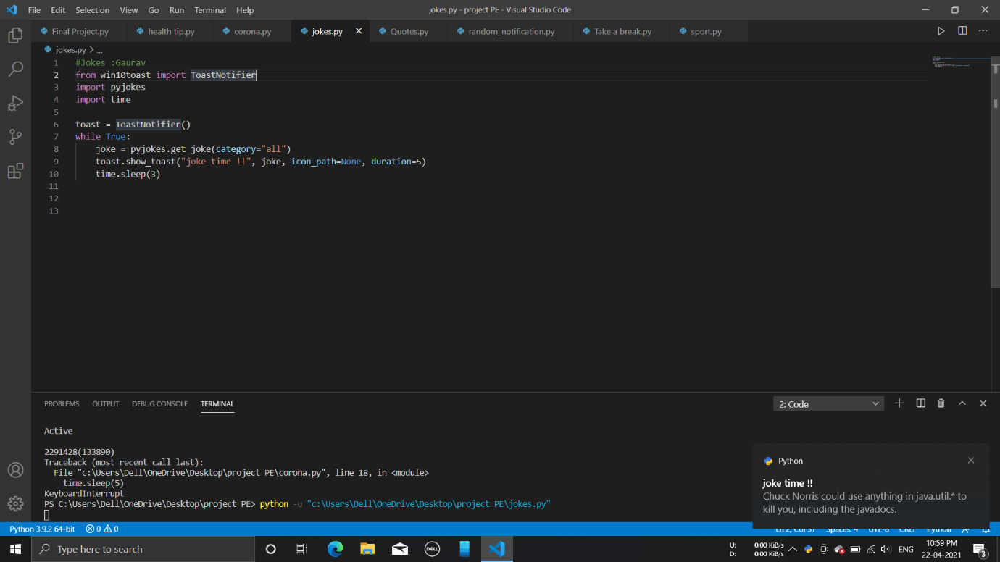 File Edit Selection View Go Run Terminal Help jokes.py - project PE - Visual Studio Code
Final Project.py health tip.py corona.py jokes.py Quotes.py random_notification.py Take a break.py sport.py
jokes.py > ...
1 #Jokes :Gaurav
2 from win10toast import ToastNotifier
3 import pyjokes
4 import time
5
6 toast = ToastNotifier()
7 while True:
8 joke = pyjokes.get_joke(category="all")
9 toast.show_toast("joke time !!", joke, icon_path=None, duration=5)
10 time.sleep(3)
11
12
13
PROBLEMS OUTPUT DEBUG CONSOLE TERMINAL 2: Code
Active
2291428(133890)
Traceback (most recent call last):
File "c:\Users\Dell\OneDrive\Desktop\project PE\corona.py", line 18, in <module>
time.sleep(5)
KeyboardInterrupt
PS C:\Users\Dell\OneDrive\Desktop\project PE> python -u "c:\Users\Dell\OneDrive\Desktop\project PE\jokes.py"
Python
joke time !!
Chuck Norris could use anything in java.util.* to
kill you, including the javadocs.
Python 3.9.2 64-bit 0 0 Ln 2, Col 37 Spaces: 4 UTF-8 CRLF Python
Type here to search
DELL
U: 0.00 KiB/s
D: 0.00 KiB/s
ENG
10:59 PM
22-04-2021
3